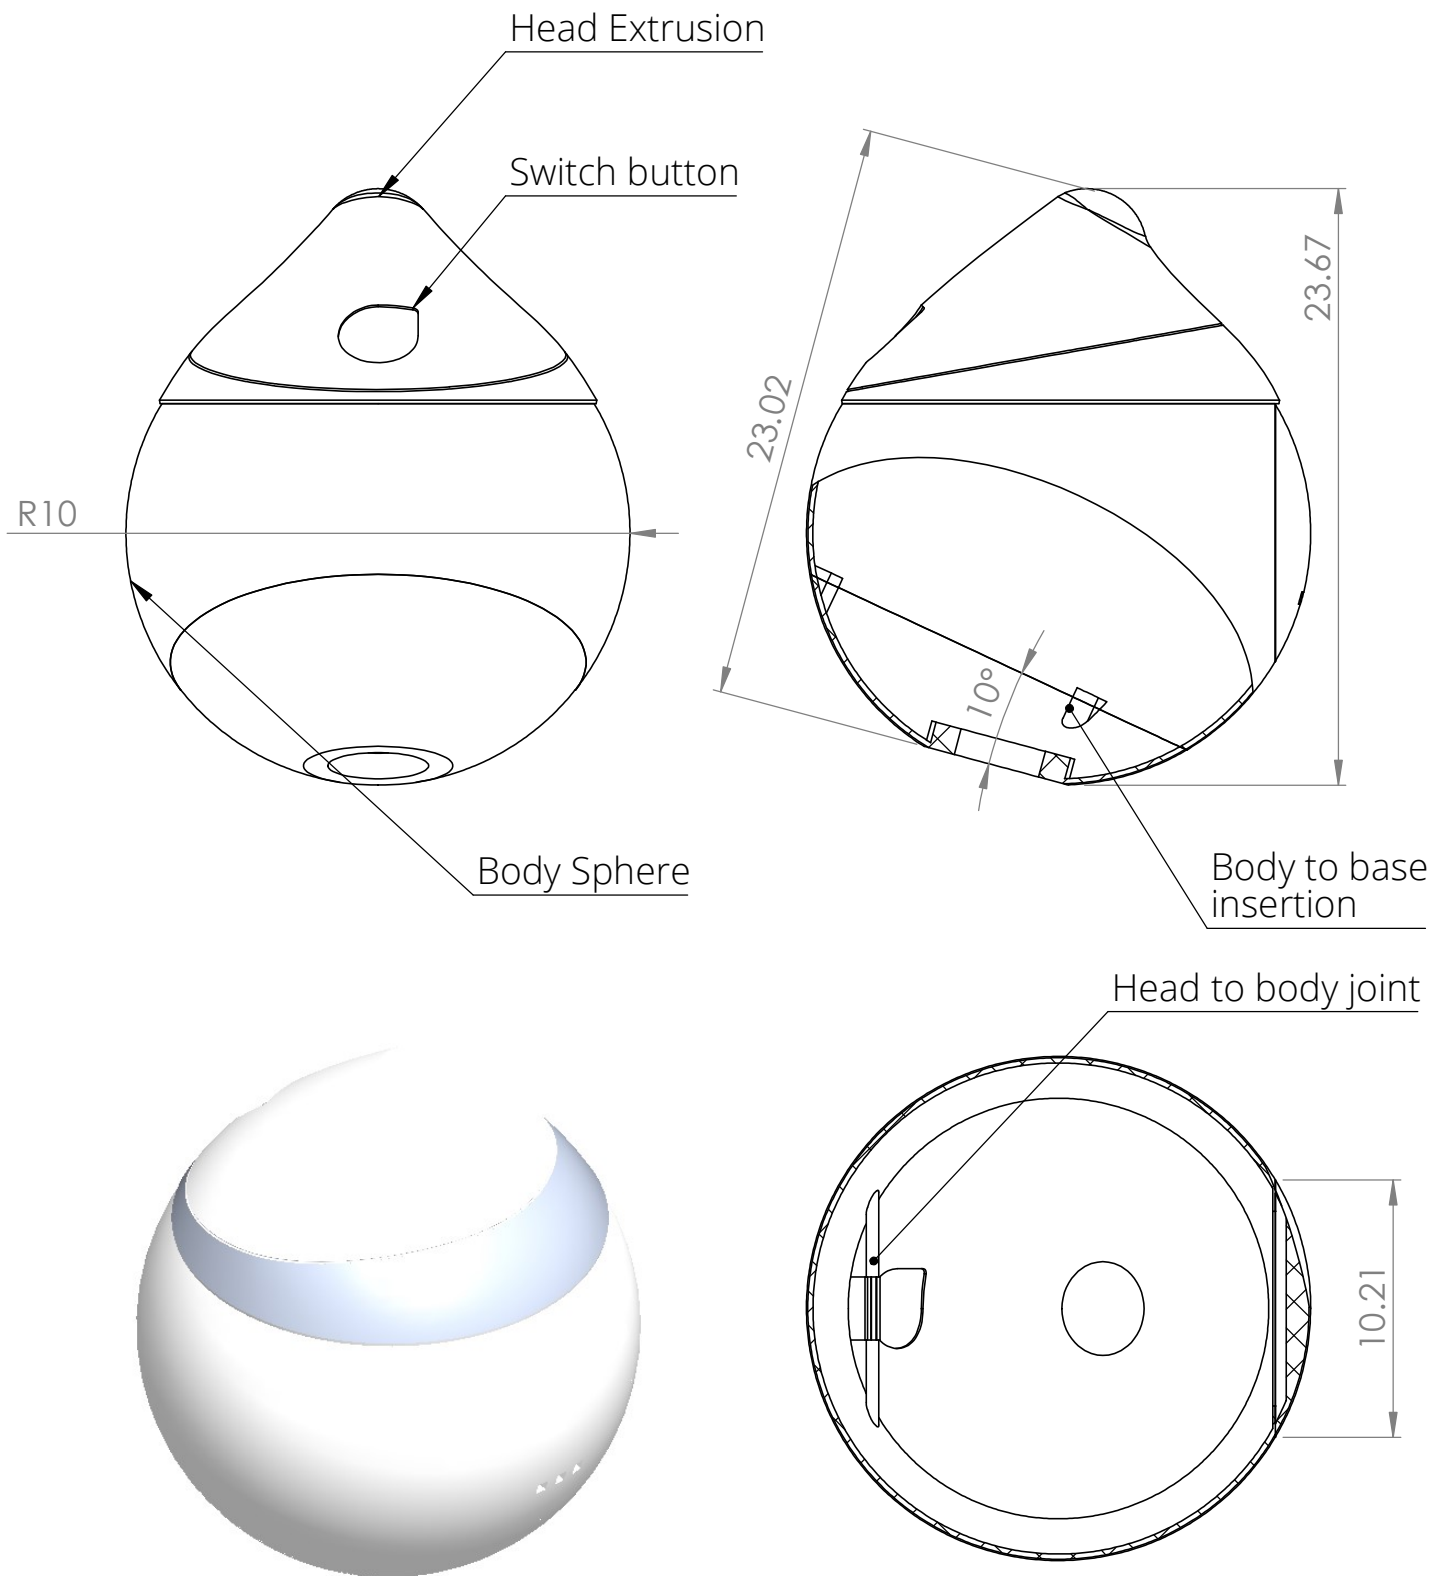 Head Extrusion
Switch button
23.67
23.02
R10
10°
Body Sphere
Body to base
insertion
Head to body joint
10.21